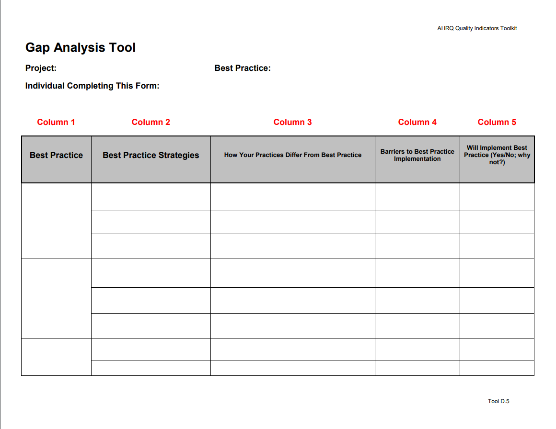 AHRQ Quality Indicators Toolkit
Gap Analysis Tool
Project: Best Practice:
Individual Completing This Form:
Column 1 Column 2 Column 3 Column 4 Column 5
Best Practice Best Practice Strategies How Your Practices Differ From Best Practice Barriers to Best Practice Implementation Will Implement Best Practice (Yes/No; why not?)
Tool D.5